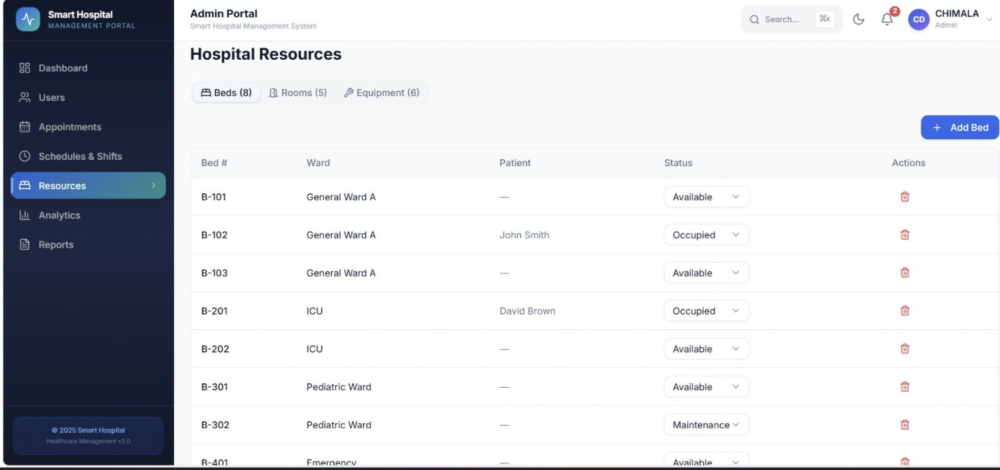 Smart Hospital
MANAGEMENT PORTAL
Dashboard
Users
Appointments
Schedules & Shifts
Resources
Analytics
Reports
© 2025 Smart Hospital
Healthcare Management v2.0
Admin Portal
Smart Hospital Management System
Search... ⌘K
2
CD
CHIMALA
Admin
Hospital Resources
Beds (8) Rooms (5) Equipment (6)
+ Add Bed
Bed # Ward Patient Status Actions
B-101 General Ward A — Available
B-102 General Ward A John Smith Occupied
B-103 General Ward A — Available
B-201 ICU David Brown Occupied
B-202 ICU — Available
B-301 Pediatric Ward — Available
B-302 Pediatric Ward — Maintenance
B-401 Emergency — Available